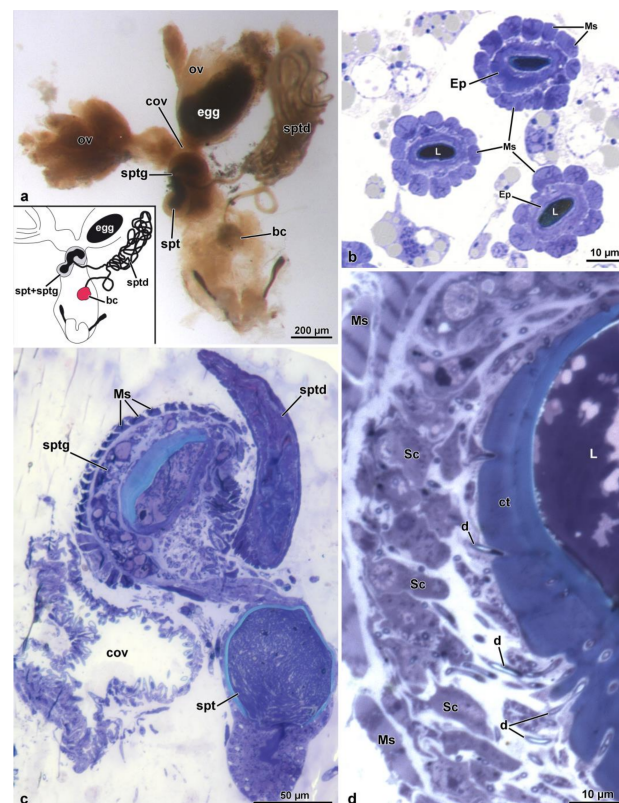 ov
cov
egg
ov
sptd
sptg
spt
bc
a
200 µm
egg
sptd
spt+sptg
bc
Ms
Ep
Ms
L
Ep
L
b
10 µm
Ms
sptd
sptg
cov
spt
c
50 µm
Ms
Sc
L
ct
d
Sc
d
Sc
d
Ms
d
10 µm